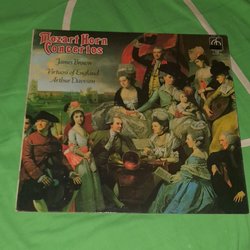 Mozart Horn
Concertos
James Brown
Virtuosi of England
Arthur Davison